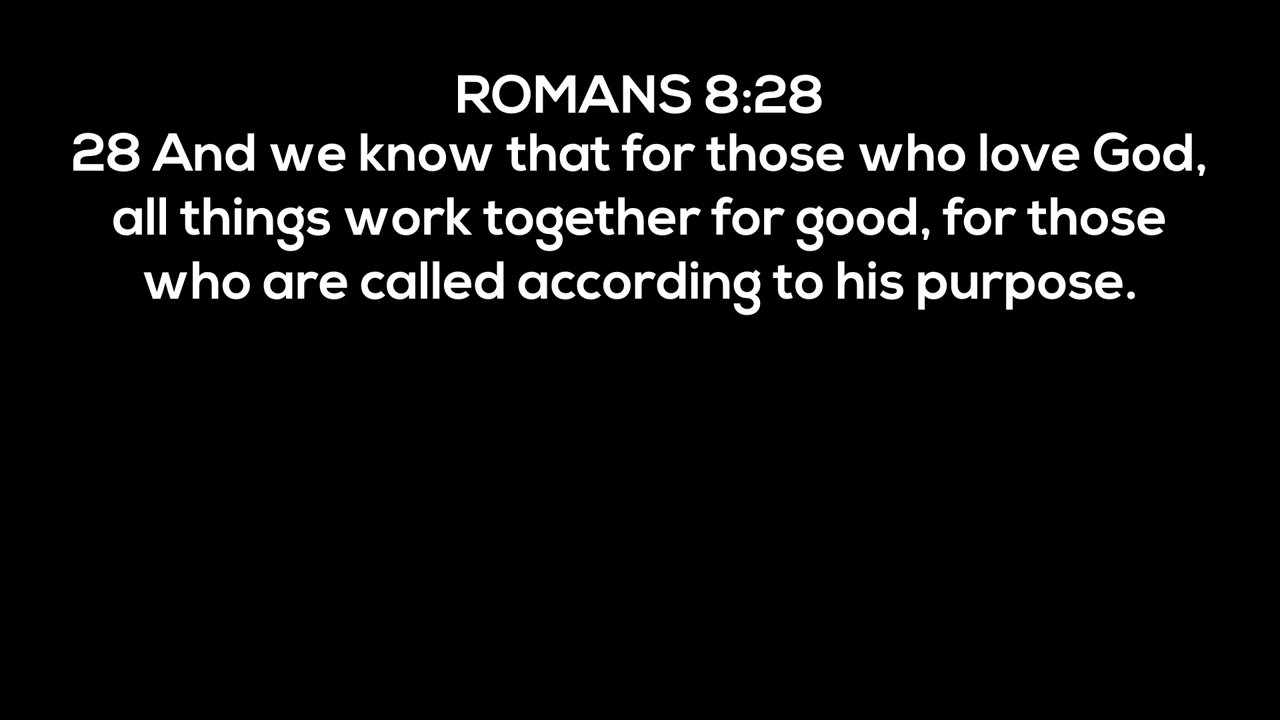 ROMANS 8:28
28 And we know that for those who love God,
all things work together for good, for those
who are called according to his purpose.